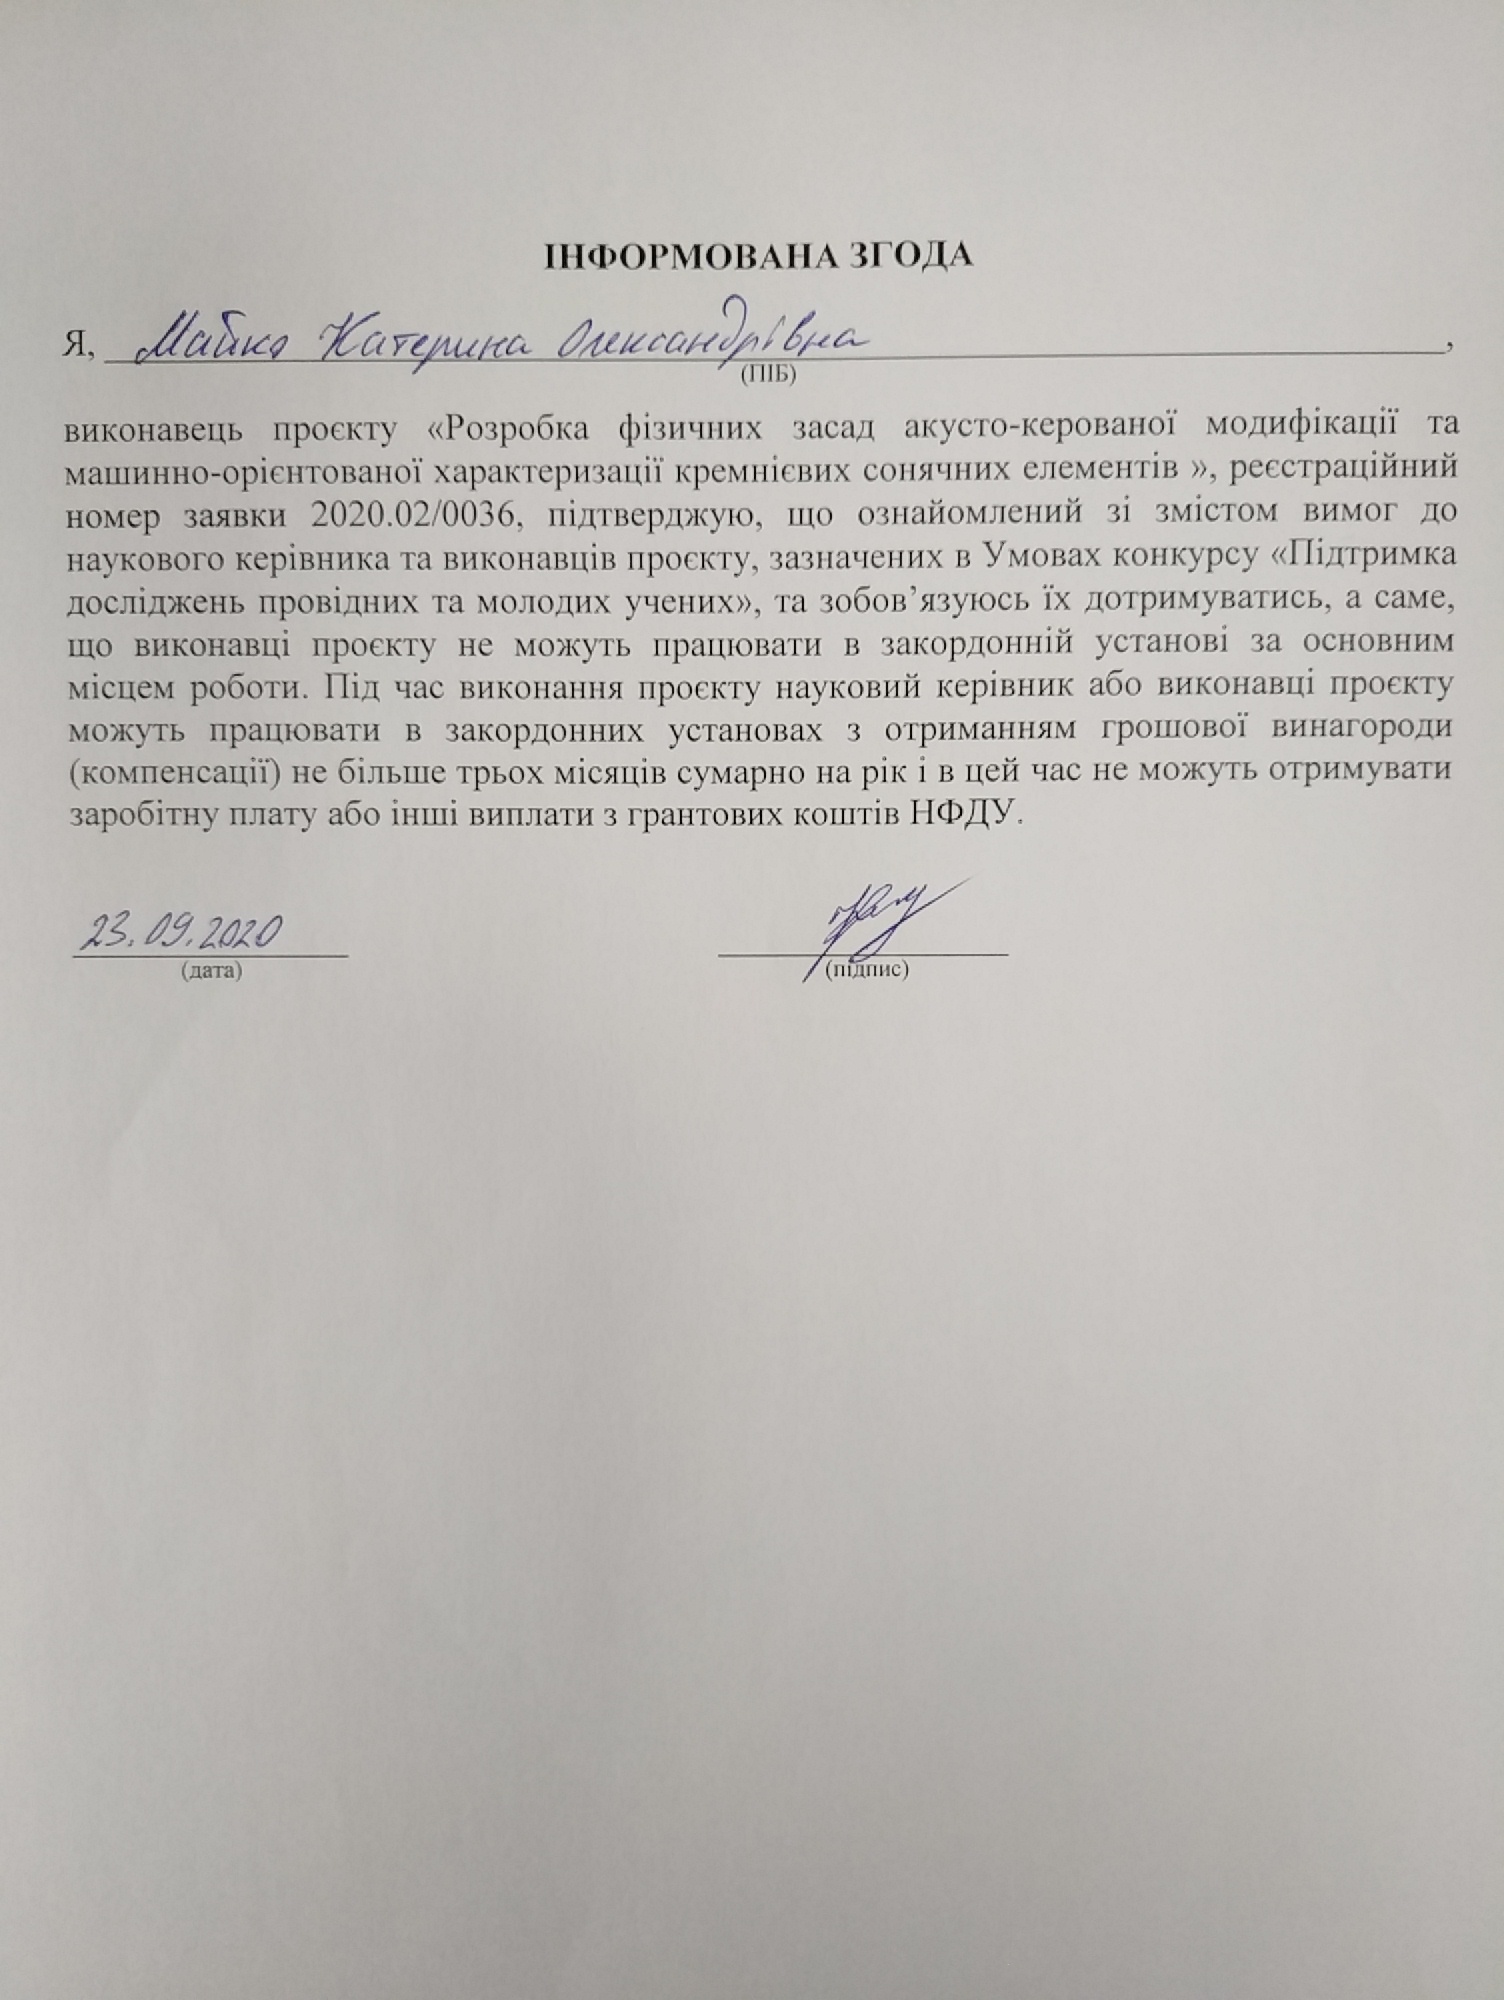 ІНФОРМОВАНА ЗГОДА
Я, Майко Катерина Олександрівна,
(ПІБ)
виконавець проєкту «Розробка фізичних засад акусто-керованої модифікації та
машинно-орієнтованої характеризації кремнієвих сонячних елементів », реєстраційний
номер заявки 2020.02/0036, підтверджую, що ознайомлений зі змістом вимог до
наукового керівника та виконавців проєкту, зазначених в Умовах конкурсу «Підтримка
досліджень провідних та молодих учених», та зобов’язуюсь їх дотримуватись, а саме,
що виконавці проєкту не можуть працювати в закордонній установі за основним
місцем роботи. Під час виконання проєкту науковий керівник або виконавці проєкту
можуть працювати в закордонних установах з отриманням грошової винагороди
(компенсації) не більше трьох місяців сумарно на рік і в цей час не можуть отримувати
заробітну плату або інші виплати з грантових коштів НФДУ.
23.09.2020
(дата) (підпис)